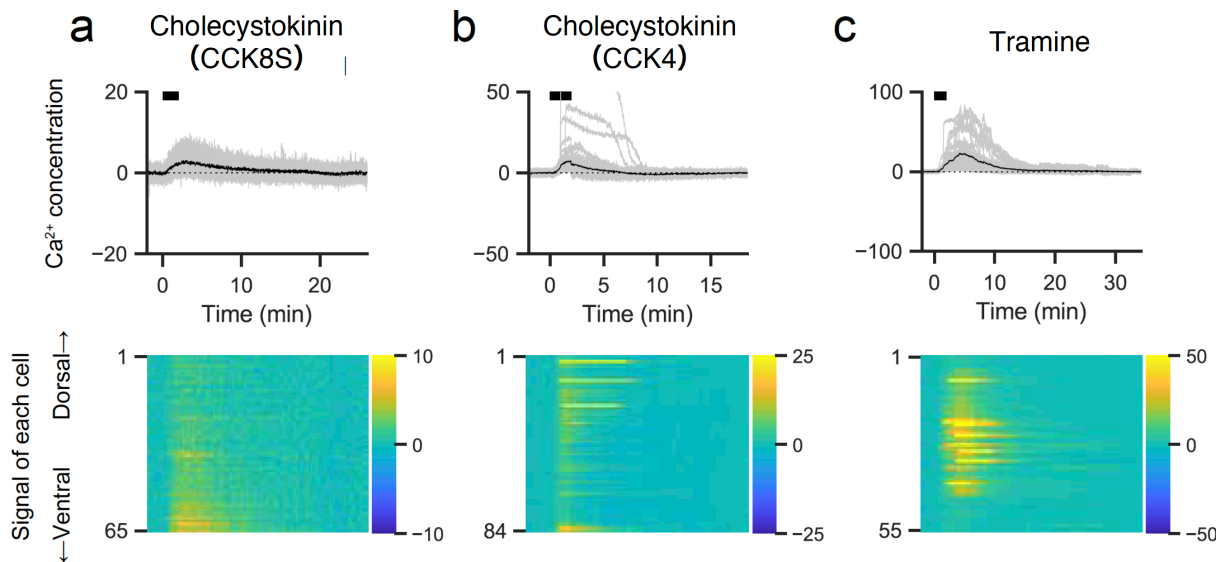 a
Cholecystokinin
(CCK8S)
b
Cholecystokinin
(CCK4)
c
Tramine
Ca²⁺ concentration
20
0
−20
0
10
20
Time (min)
50
0
−50
0
5
10
15
Time (min)
100
0
−100
0
10
20
30
Time (min)
Signal of each cell
←Ventral Dorsal→
1
65
10
0
−10
1
84
25
0
−25
1
55
50
0
−50